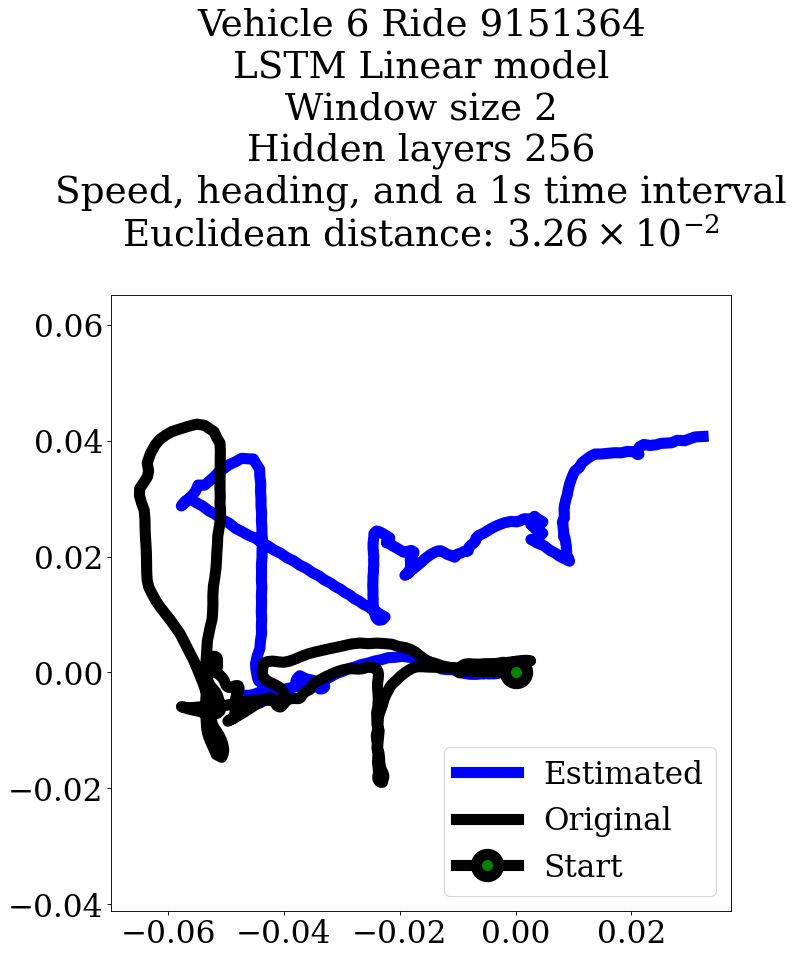 Vehicle 6 Ride 9151364
LSTM Linear model
Window size 2
Hidden layers 256
Speed, heading, and a 1s time interval
Euclidean distance: 3.26 × 10⁻²
0.06
0.04
0.02
0.00
−0.02
−0.04
Estimated
Original
Start
−0.06 −0.04 −0.02 0.00 0.02